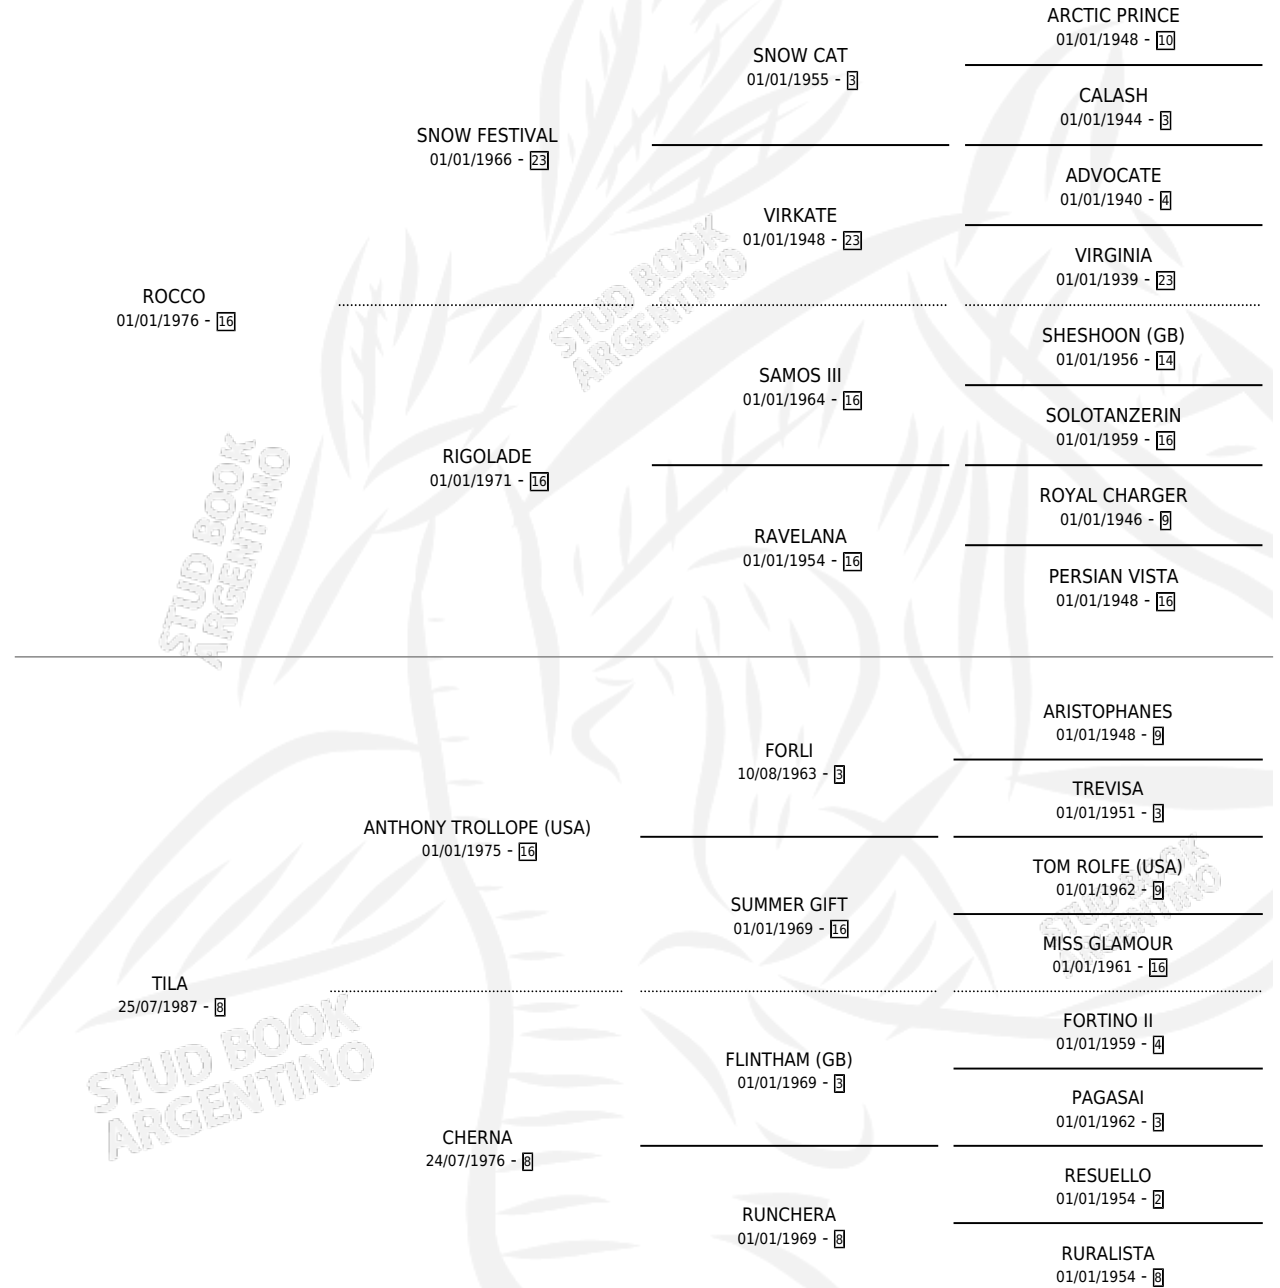 ARCTIC PRINCE
01/01/1948 - 10
SNOW CAT
01/01/1955 - 3
CALASH
01/01/1944 - 3
SNOW FESTIVAL
01/01/1966 - 23
ADVOCATE
01/01/1940 - 4
VIRKATE
01/01/1948 - 23
VIRGINIA
01/01/1939 - 23
ROCCO
01/01/1976 - 16
SHESHOON (GB)
01/01/1956 - 14
SAMOS III
01/01/1964 - 16
SOLOTANZERIN
01/01/1959 - 16
RIGOLADE
01/01/1971 - 16
ROYAL CHARGER
01/01/1946 - 9
RAVELANA
01/01/1954 - 16
PERSIAN VISTA
01/01/1948 - 16
STUD BOOK
ARGENTINO
STUD BOOK
ARGENTINO
ARISTOPHANES
01/01/1948 - 9
FORLI
10/08/1963 - 3
TREVISA
01/01/1951 - 3
ANTHONY TROLLOPE (USA)
01/01/1975 - 16
TOM ROLFE (USA)
01/01/1962 - 9
SUMMER GIFT
01/01/1969 - 16
MISS GLAMOUR
01/01/1961 - 16
TILA
25/07/1987 - 8
FORTINO II
01/01/1959 - 4
FLINTHAM (GB)
01/01/1969 - 3
PAGASAI
01/01/1962 - 3
CHERNA
24/07/1976 - 8
RESUELLO
01/01/1954 - 2
RUNCHERA
01/01/1969 - 8
RURALISTA
01/01/1954 - 8
STUD BOOK
ARGENTINO
STUD BOOK
ARGENTINO